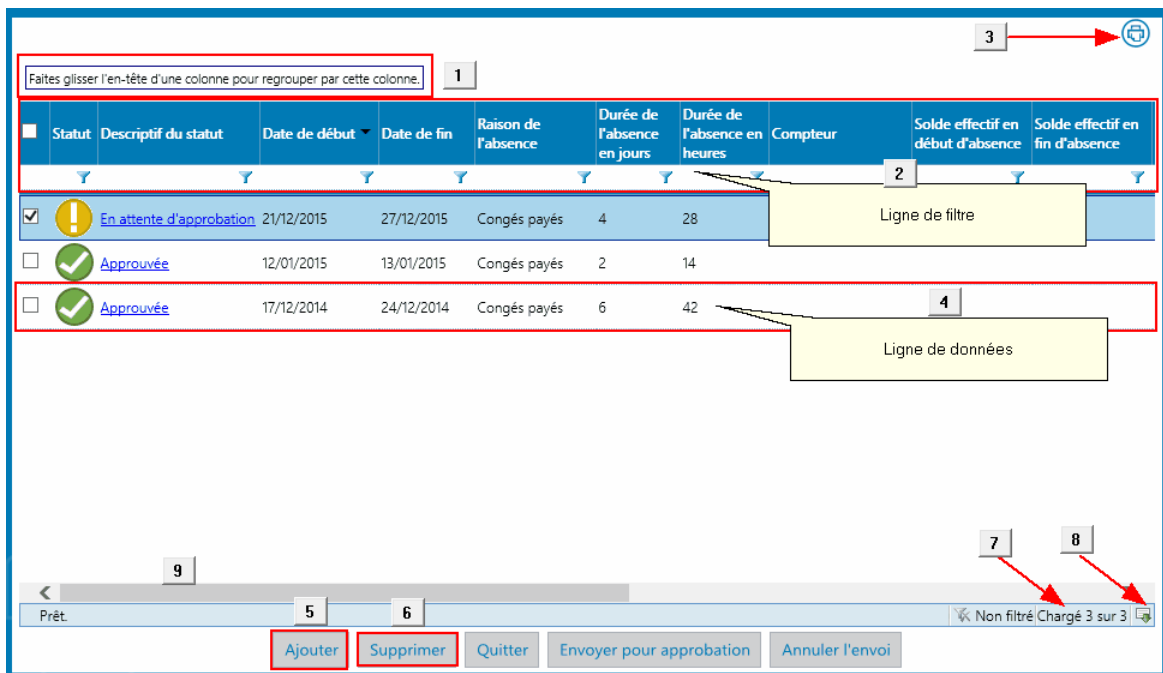 3
Faites glisser l'en-tête d'une colonne pour regrouper par cette colonne.
1
Statut Descriptif du statut Date de début Date de fin Raison de l'absence Durée de l'absence en jours Durée de l'absence en heures Compteur Solde effectif en début d'absence Solde effectif en fin d'absence
2
Ligne de filtre
En attente d'approbation 21/12/2015 27/12/2015 Congés payés 4 28
Approuvée 12/01/2015 13/01/2015 Congés payés 2 14
Approuvée 17/12/2014 24/12/2014 Congés payés 6 42
4
Ligne de données
7 8
9
Prêt. Non filtré Chargé 3 sur 3
5 6
Ajouter Supprimer Quitter Envoyer pour approbation Annuler l'envoi